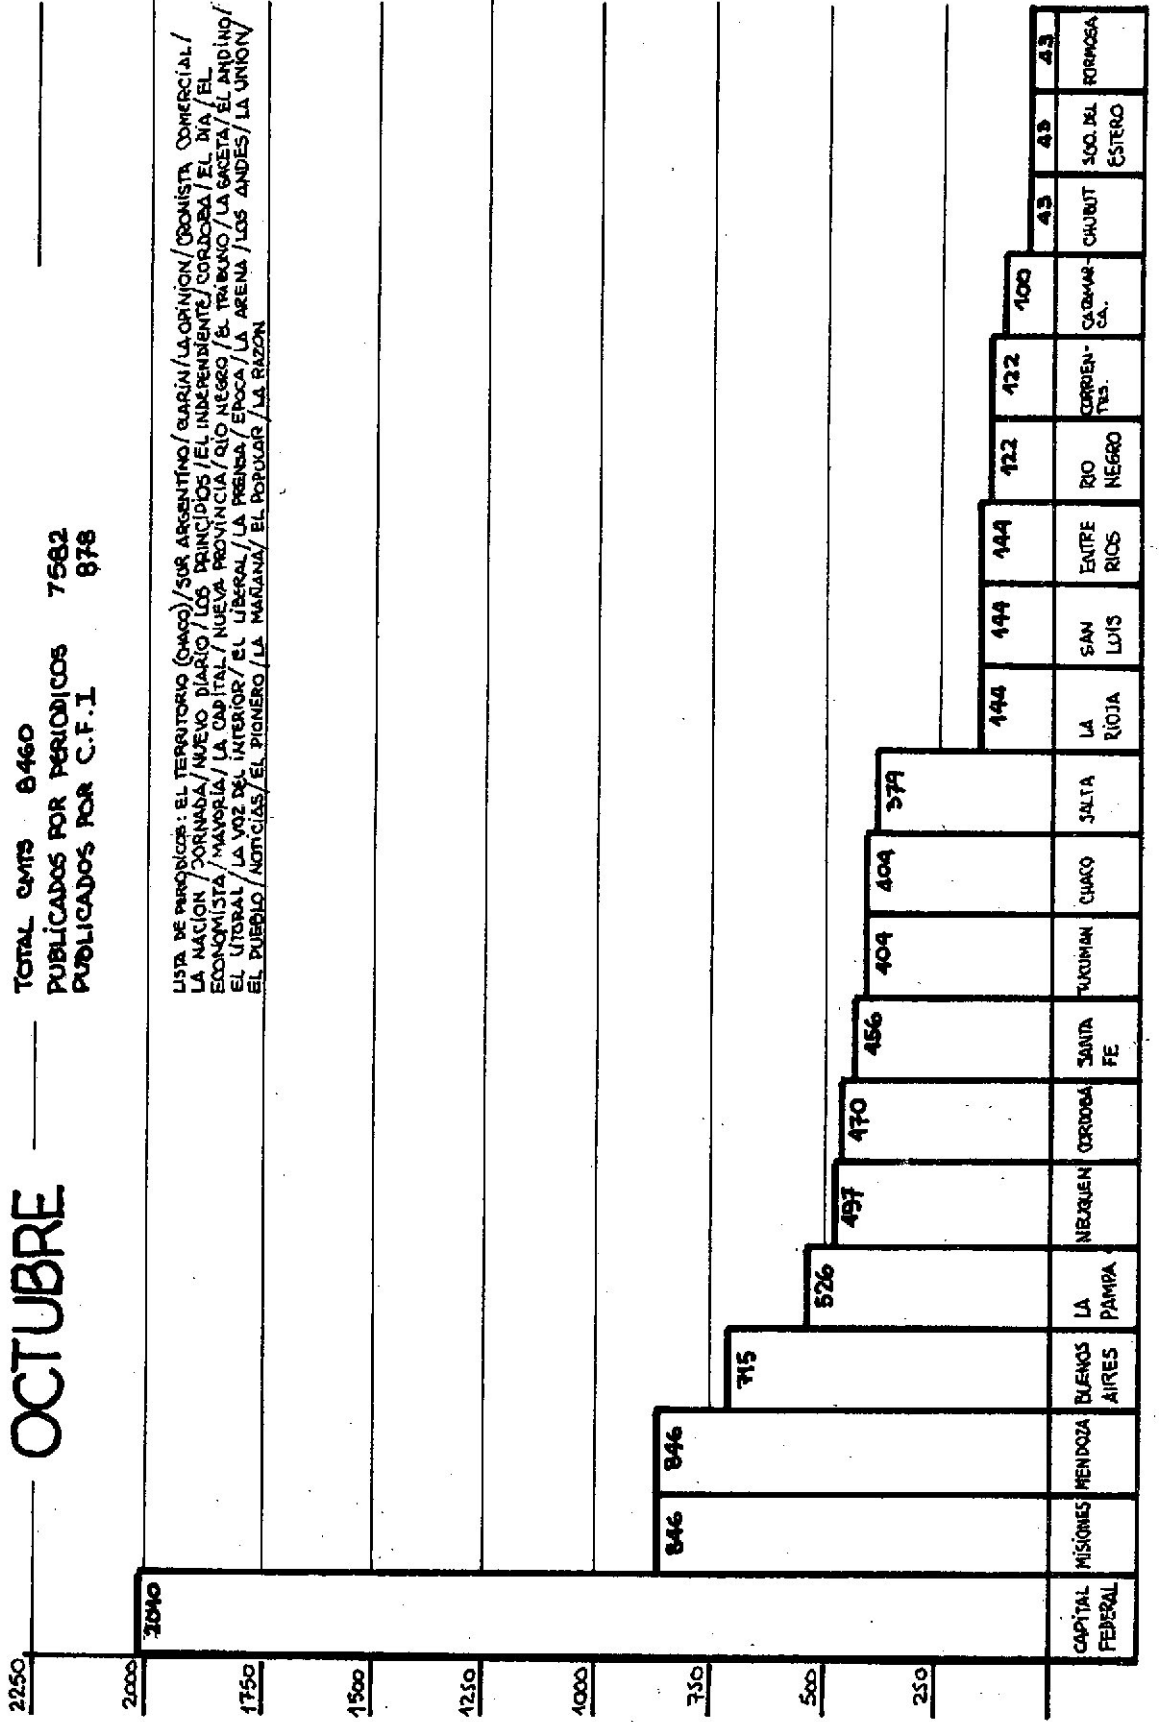 OCTUBRE
TOTAL CMTS 8460
PUBLICADOS POR PERIODICOS 7582
PUBLICADOS POR C.F.I 878
LISTA DE PERIODICOS: EL TERRITORIO (CHACO)/SUR ARGENTINO/CLARIN/LA OPINION/CRONISTA COMERCIAL/
LA NACION/JORNADA/NUEVO DIARIO/LOS PRINCIPIOS/EL INDEPENDIENTE/CORDOBA/EL DIA/EL
ECONOMISTA/MAYORIA/LA CAPITAL/NUEVA PROVINCIA/RIO NEGRO/EL TRIBUNO/LA GACETA/EL ANDINO/
EL LITORAL/LA VOZ DEL INTERIOR/EL LIBERAL/LA PRENSA/EPOCA/LA ARENA/LOS ANDES/LA UNION/
EL PUEBLO/NOTICIAS/EL PIONERO/LA MAÑANA/EL POPULAR/LA RAZON
2250
2000
1750
1500
1250
1000
750
500
250
2040
846
846
715
526
497
470
456
404
404
379
144
144
144
122
122
100
43
43
43
CAPITAL
FEDERAL
MISIONES
MENDOZA
BUENOS
AIRES
LA
PAMPA
NEUQUEN
CORDOBA
SANTA
FE
TUCUMAN
CHACO
SALTA
LA
RIOJA
SAN
LUIS
ENTRE
RIOS
RIO
NEGRO
CORRIEN-
TES.
CATAMAR-
CA.
CHUBUT
SGO. DEL
ESTERO
FORMOSA